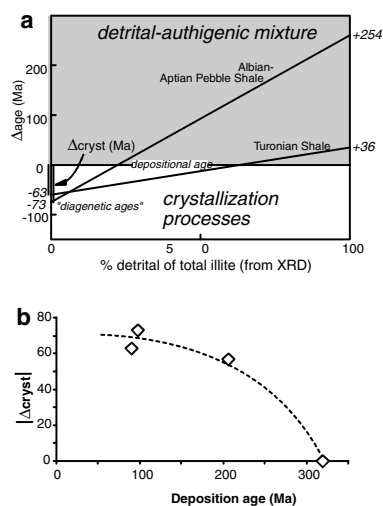 a
detrital-authigenic mixture
+254
200
Albian-
Aptian Pebble Shale
Δage (Ma)
100
Δcryst (Ma)
Turonian Shale
+36
0
depositional age
-63
-73
"diagenetic ages"
crystallization
processes
-100
0
5 0
100
% detrital of total illite (from XRD)
b
80
60
40
20
0
|Δcryst|
0
100
200
300
Deposition age (Ma)